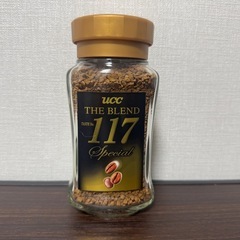 UCC
THE BLEND
117
Special